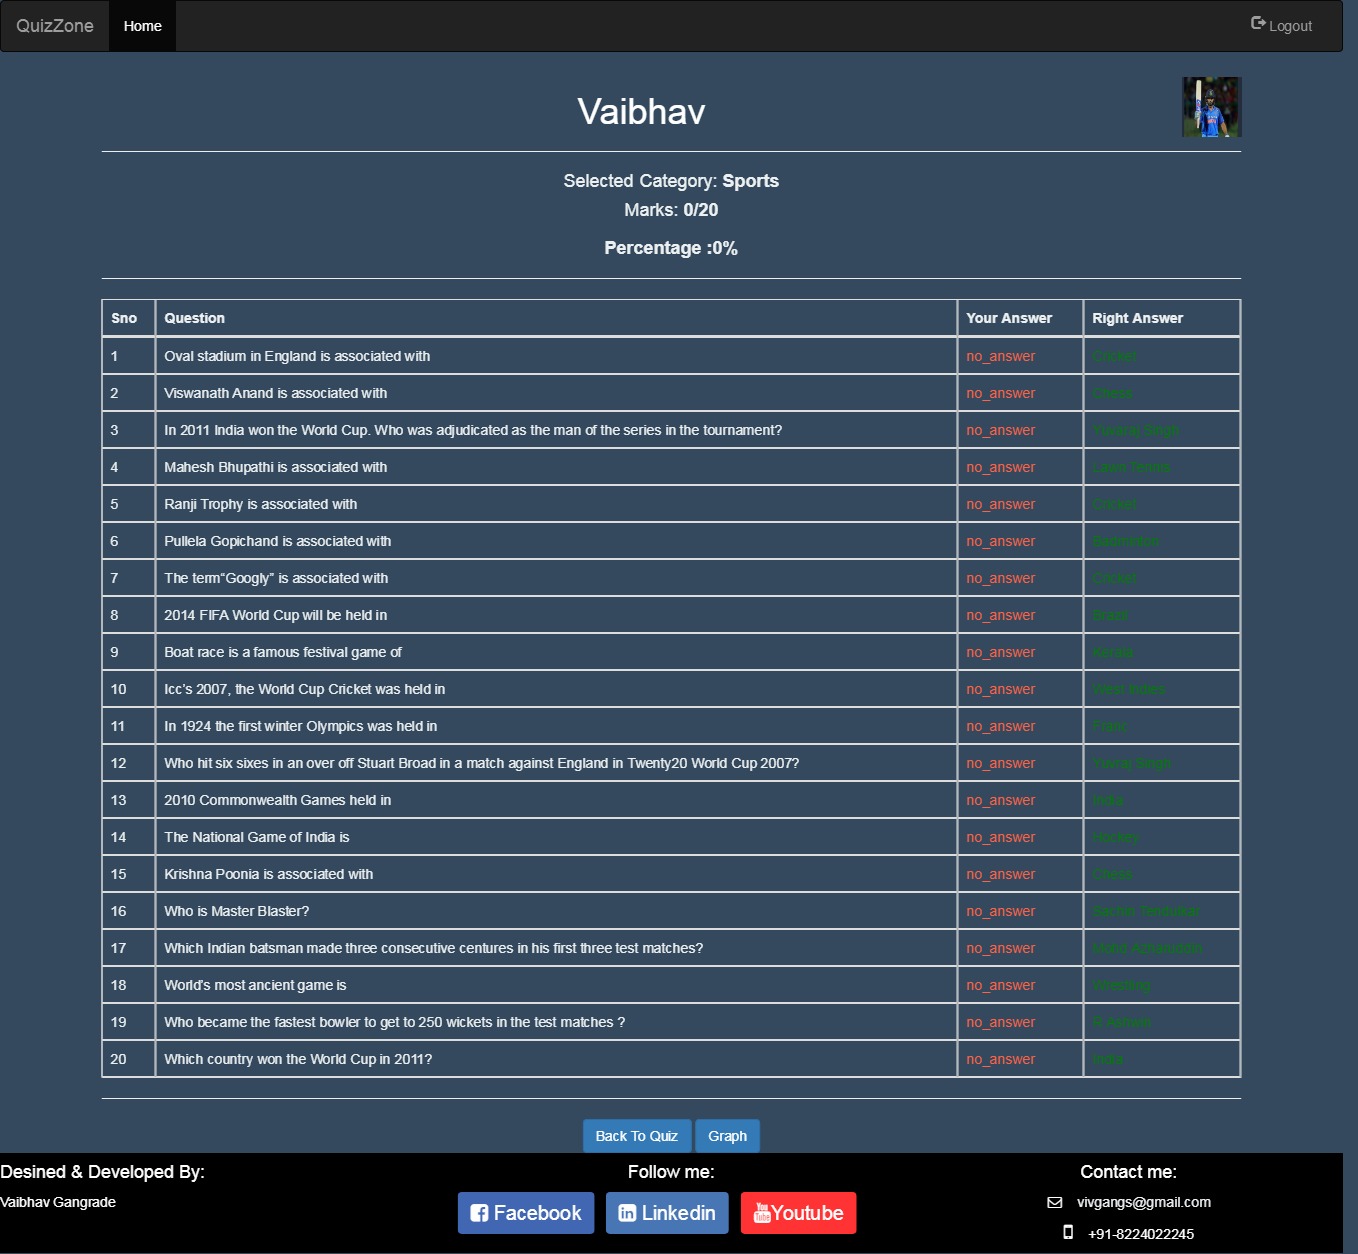 QuizZone Home Logout
Vaibhav
Selected Category: Sports
Marks: 0/20
Percentage :0%
Sno Question Your Answer Right Answer
1 Oval stadium in England is associated with no_answer Cricket
2 Viswanath Anand is associated with no_answer Chess
3 In 2011 India won the World Cup. Who was adjudicated as the man of the series in the tournament? no_answer Singh
4 Mahesh Bhupathi is associated with no_answer Lawn Tennis
5 Ranji Trophy is associated with no_answer Cricket
6 Pullela Gopichand is associated with no_answer
7 The term“Googly” is associated with no_answer Cricket
8 2014 FIFA World Cup will be held in no_answer
9 Boat race is a famous festival game of no_answer Kerala
10 Icc's 2007, the World Cup Cricket was held in no_answer West Indies
11 In 1924 the first winter Olympics was held in no_answer
12 Who hit six sixes in an over off Stuart Broad in a match against England in Twenty20 World Cup 2007? no_answer Singh
13 2010 Commonwealth Games held in no_answer India
14 The National Game of India is no_answer Hockey
15 Krishna Poonia is associated with no_answer Chess
16 Who is Master Blaster? no_answer
17 Which Indian batsman made three consecutive centures in his first three test matches? no_answer
18 World's most ancient game is no_answer
19 Who became the fastest bowler to get to 250 wickets in the test matches ? no_answer
20 Which country won the World Cup in 2011? no_answer India
Back To Quiz Graph
Desined & Developed By: Follow me: Contact me:
Vaibhav Gangrade Facebook Linkedin You Tube Youtube vivgangs@gmail.com
+91-8224022245